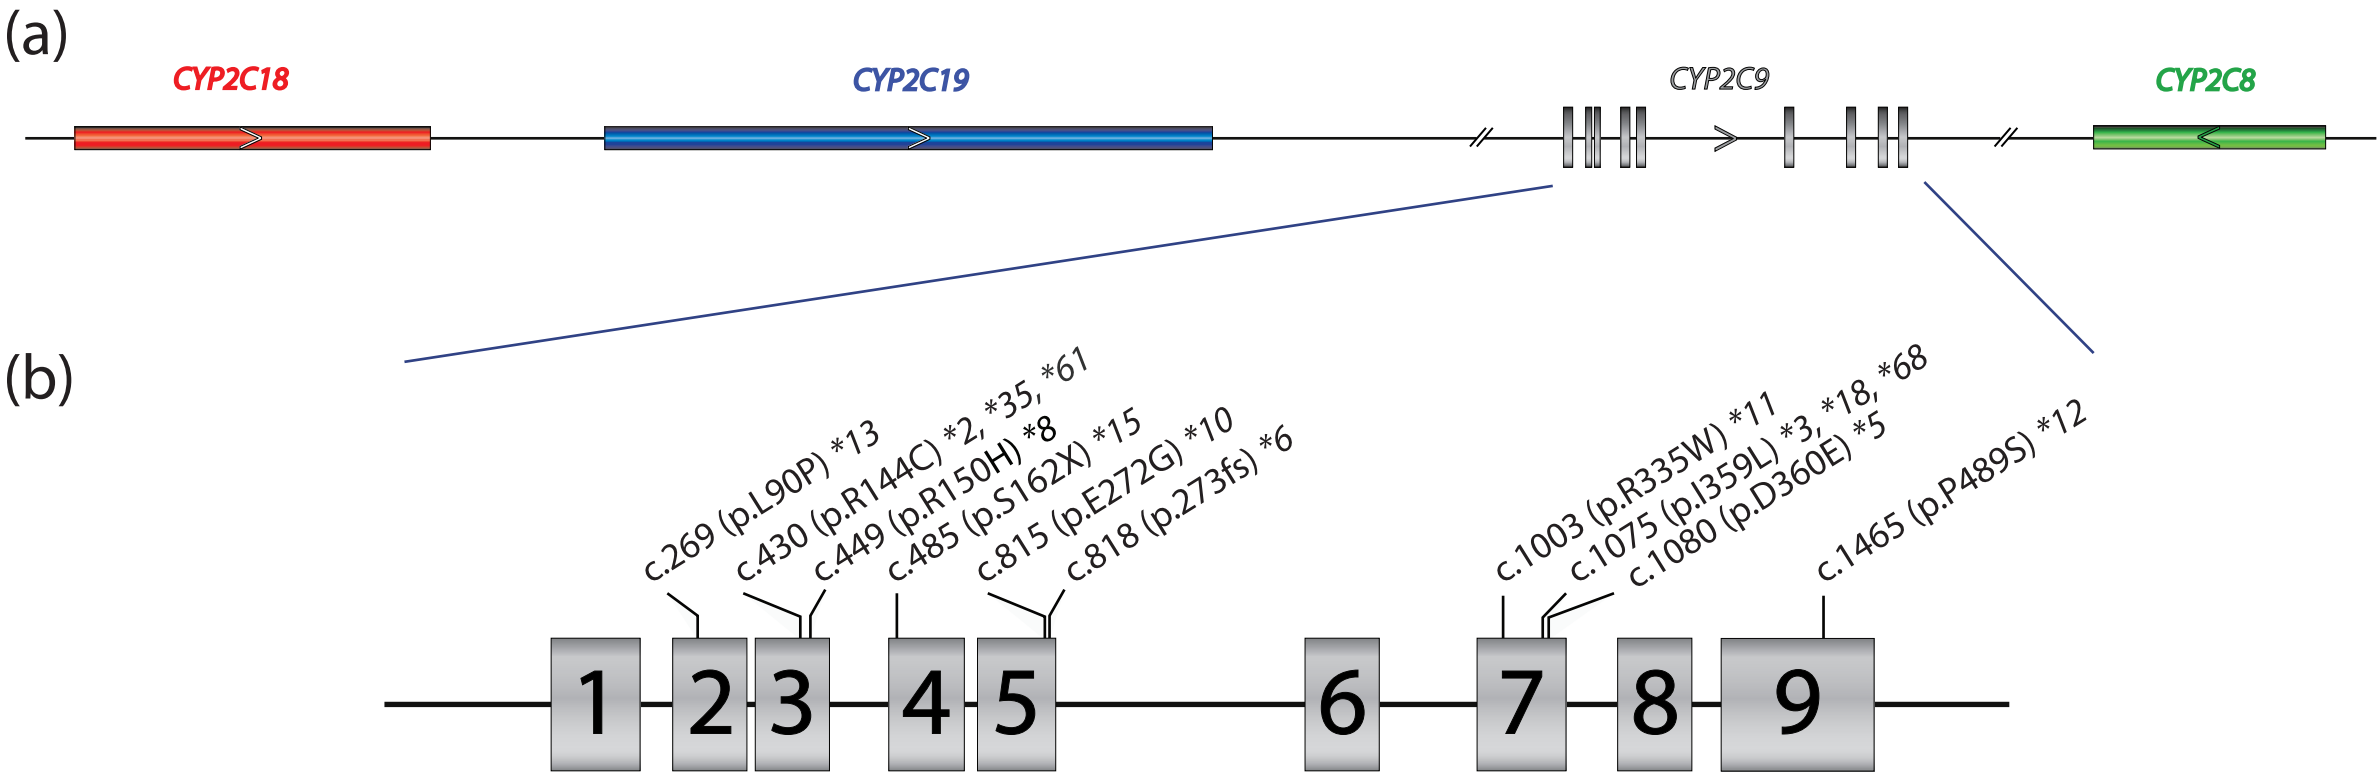 (a)
CYP2C18
CYP2C19
CYP2C9
CYP2C8
(b)
c.269 (p.L90P) *13
c.430 (p.R144C) *2, *35, *61
c.449 (p.R150H) *8
c.485 (p.S162X) *15
c.815 (p.E272G) *10
c.818 (p.273fs) *6
c.1003 (p.R335W) *11
c.1075 (p.I359L) *3, *18, *68
c.1080 (p.D360E) *5
c.1465 (p.P489S) *12
1 2 3 4 5 6 7 8 9